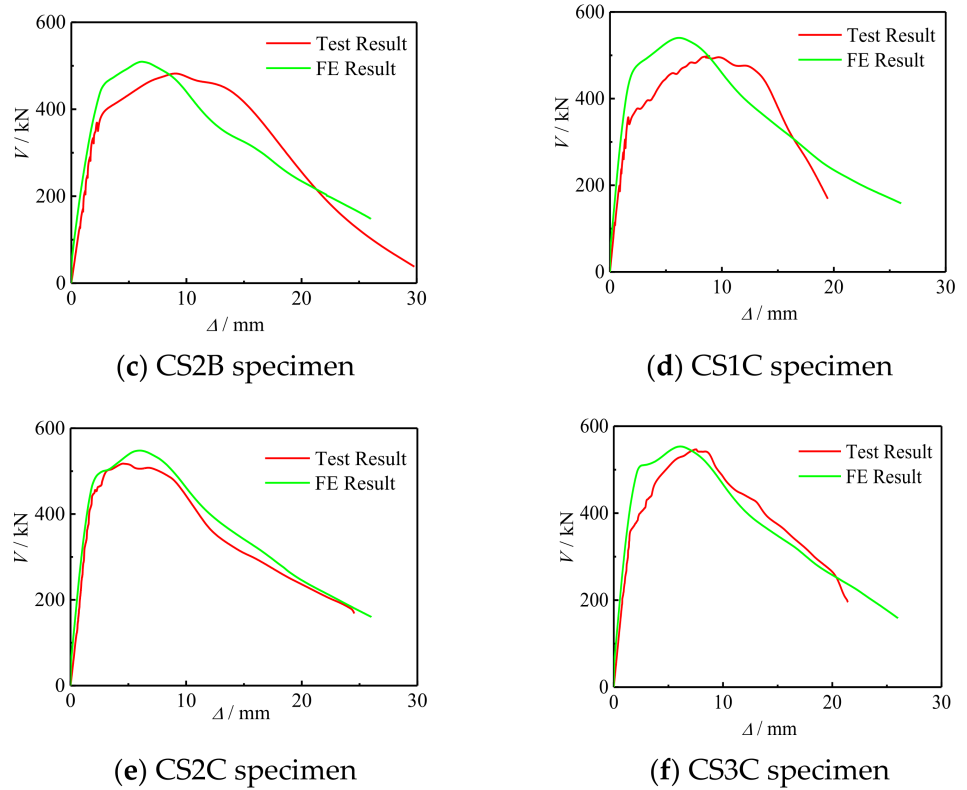 600
400
200
0
V / kN
Test Result
FE Result
0 10 20 30
Δ / mm
(c) CS2B specimen
600
400
200
0
V / kN
Test Result
FE Result
0 10 20 30
Δ / mm
(d) CS1C specimen
600
400
200
0
V / kN
Test Result
FE Result
0 10 20 30
Δ / mm
(e) CS2C specimen
600
400
200
0
V / kN
Test Result
FE Result
0 10 20 30
Δ / mm
(f) CS3C specimen